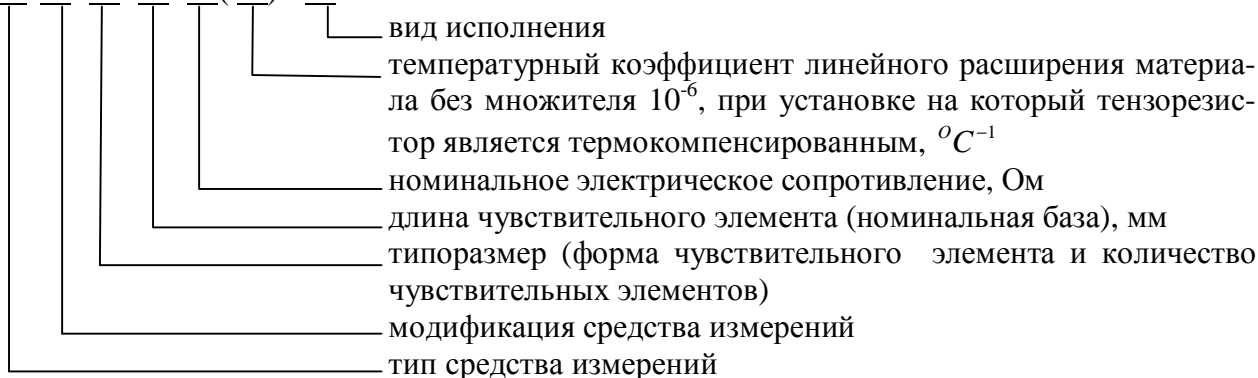 вид исполнения
температурный коэффициент линейного расширения материа-
ла без множителя 10⁻⁶, при установке на который тензорезис-
тор является термокомпенсированным, ᴼC⁻¹
номинальное электрическое сопротивление, Ом
длина чувствительного элемента (номинальная база), мм
типоразмер (форма чувствительного элемента и количество
чувствительных элементов)
модификация средства измерений
тип средства измерений